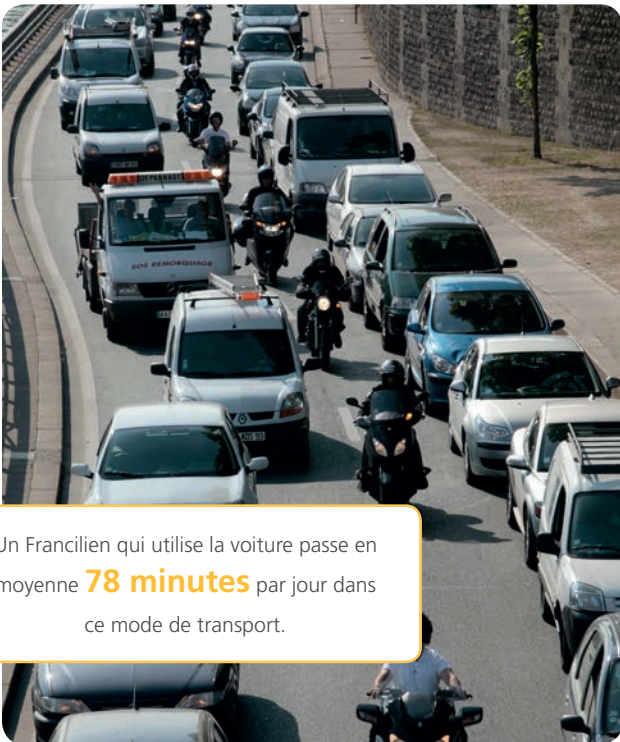 DEPANNAGE
SOS REMORQUAGE
Un Francilien qui utilise la voiture passe en
moyenne 78 minutes par jour dans
ce mode de transport.